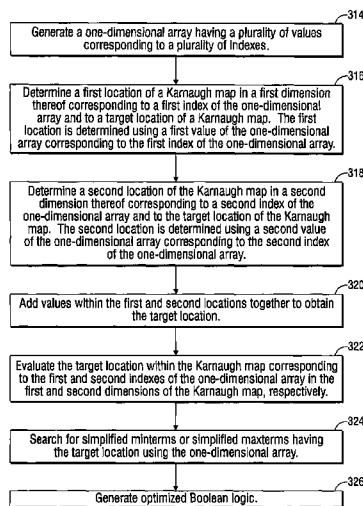 314
Generate a one-dimensional array having a plurality of values
corresponding to a plurality of indexes.
316
Determine a first location of a Karnaugh map in a first dimension
thereof corresponding to a first index of the one-dimensional
array and to a target location of a Karnaugh map. The first
location is determined using a first value of the one-dimensional
array corresponding to the first index of the one-dimensional array.
318
Determine a second location of the Karnaugh map in a second
dimension thereof corresponding to a second index of the
one-dimensional array and to the target location of the Karnaugh
map. The second location is determined using a second value
of the one-dimensional array corresponding to the second index
of the one-dimensional array.
320
Add values within the first and second locations together to obtain
the target location.
322
Evaluate the target location within the Karnaugh map corresponding
to the first and second indexes of the one-dimensional array in the
first and second dimensions of the Karnaugh map, respectively.
324
Search for simplified minterms or simplified maxterms having
the target location using the one-dimensional array.
326
Generate optimized Boolean logic.